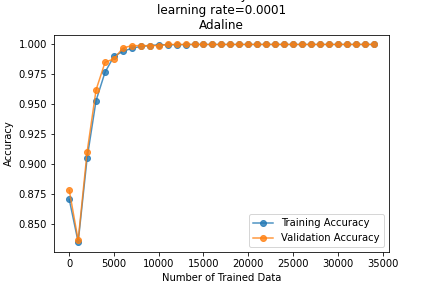 learning rate=0.0001
Adaline
1.000
0.975
0.950
0.925
0.900
0.875
0.850
Accuracy
Training Accuracy
Validation Accuracy
0 5000 10000 15000 20000 25000 30000 35000
Number of Trained Data